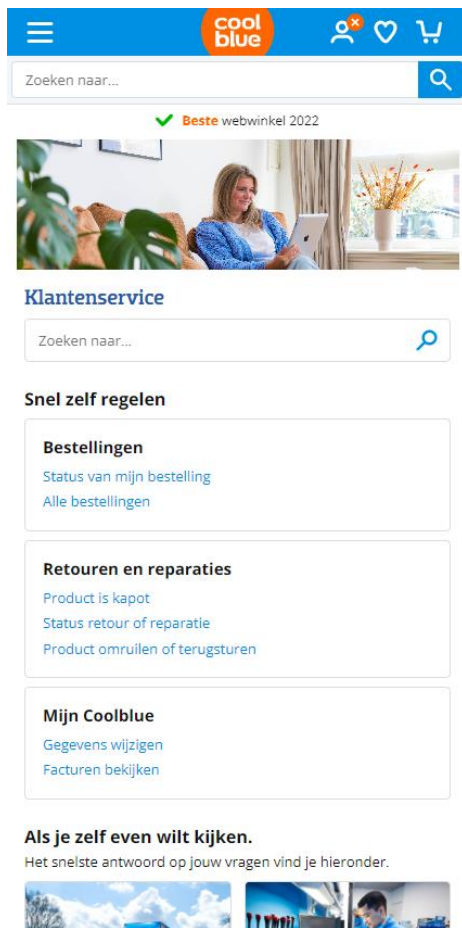 cool
blue
Zoeken naar...
Beste webwinkel 2022
Klantenservice
Zoeken naar...
Snel zelf regelen
Bestellingen
Status van mijn bestelling
Alle bestellingen
Retouren en reparaties
Product is kapot
Status retour of reparatie
Product omruilen of terugsturen
Mijn Coolblue
Gegevens wijzigen
Facturen bekijken
Als je zelf even wilt kijken.
Het snelste antwoord op jouw vragen vind je hieronder.